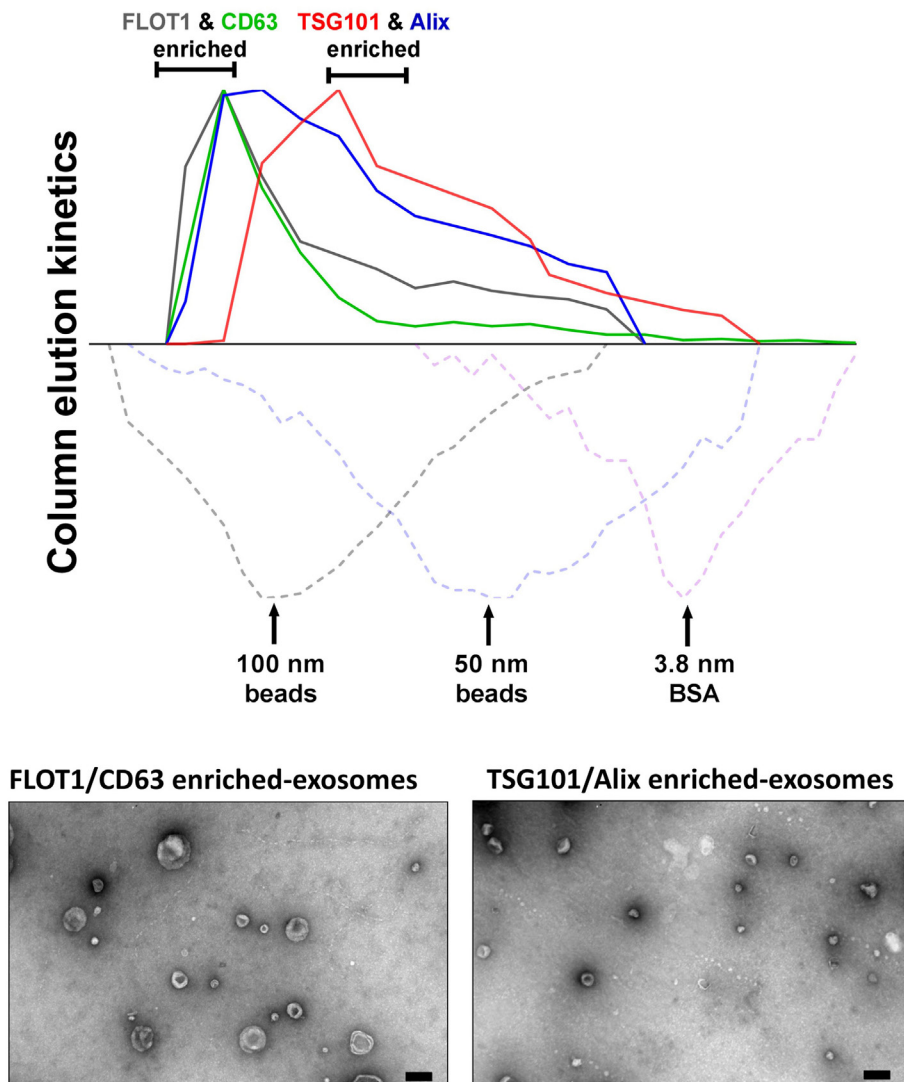 FLOT1 & CD63 TSG101 & Alix
enriched enriched
Column elution kinetics
100 nm 50 nm 3.8 nm
beads beads BSA
FLOT1/CD63 enriched-exosomes TSG101/Alix enriched-exosomes